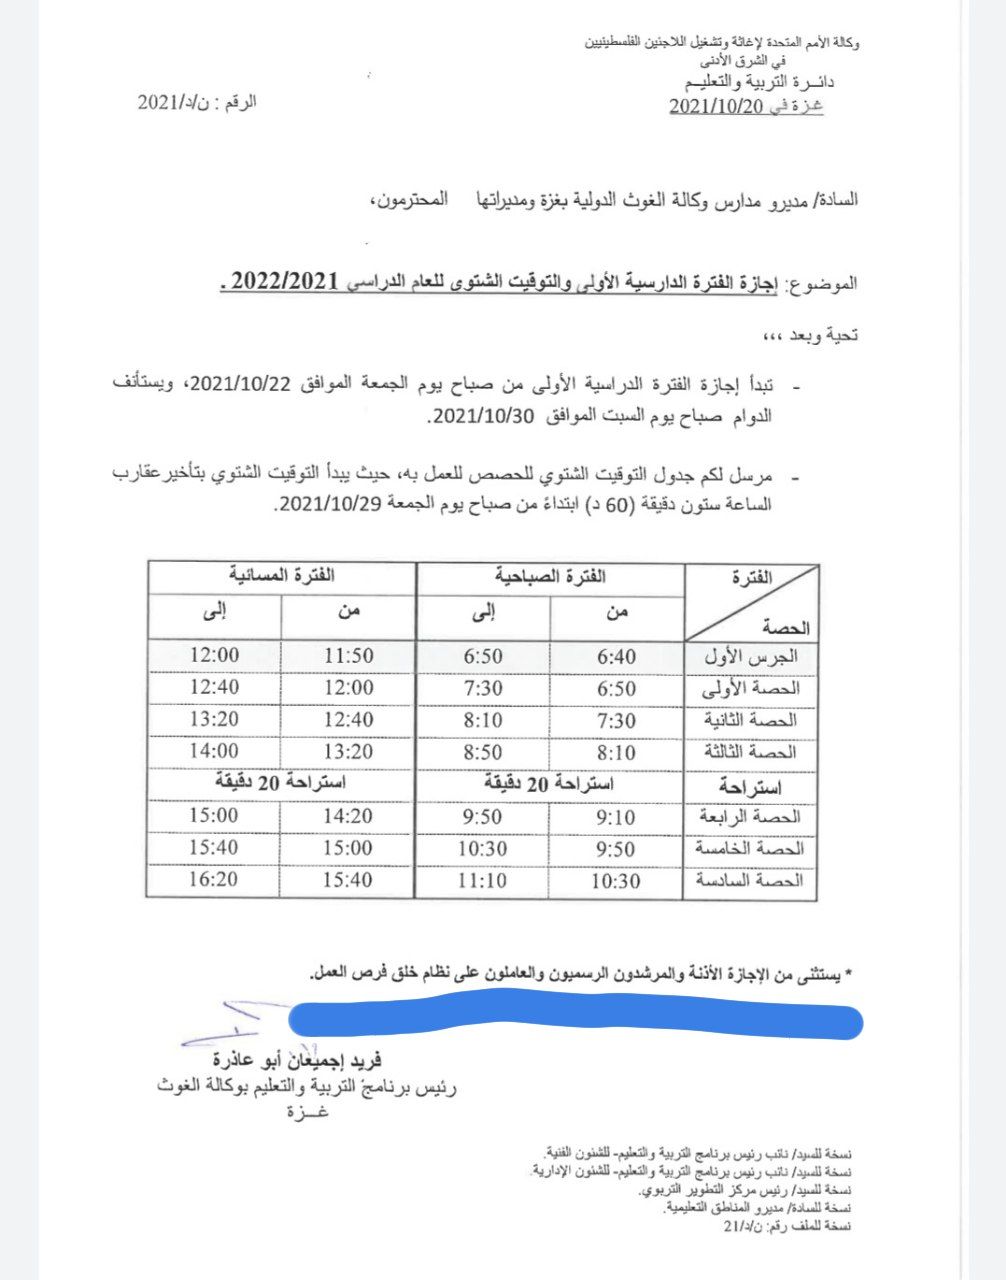 وكالة الأمم المتحدة لإغاثة وتشغيل اللاجئين الفلسطينيين
في الشرق الأدنى
دائـرة التربية والتعليـم
غـزة في 2021/10/20
الرقم : ن/د/2021
السادة/ مديرو مدارس وكالة الغوث الدولية بغزة ومديراتها المحترمون،
الموضوع: إجازة الفترة الدارسية الأولى والتوقيت الشتوي للعام الدراسي 2022/2021 .
تحية وبعد ،،،
- تبدأ إجازة الفترة الدراسية الأولى من صباح يوم الجمعة الموافق 2021/10/22، ويستأنف
الدوام صباح يوم السبت الموافق 2021/10/30.
- مرسل لكم جدول التوقيت الشتوي للحصص للعمل به، حيث يبدأ التوقيت الشتوي بتأخير عقارب
الساعة ستون دقيقة (60 د) ابتداءً من صباح يوم الجمعة 2021/10/29.
الفترة الفترة الصباحية الفترة المسائية
الحصة من إلى من إلى
الجرس الأول 6:40 6:50 11:50 12:00
الحصة الأولى 6:50 7:30 12:00 12:40
الحصة الثانية 7:30 8:10 12:40 13:20
الحصة الثالثة 8:10 8:50 13:20 14:00
استراحة استراحة 20 دقيقة استراحة 20 دقيقة
الحصة الرابعة 9:10 9:50 14:20 15:00
الحصة الخامسة 9:50 10:30 15:00 15:40
الحصة السادسة 10:30 11:10 15:40 16:20
* يستثنى من الإجازة الأذنة والمرشدون الرسميون والعاملون على نظام خلق فرص العمل.
فريد إجميعان أبو عاذرة
رئيس برنامج التربية والتعليم بوكالة الغوث
غـزة
نسخة للسيد/ نائب رئيس برنامج التربية والتعليم- للشئون الفنية.
نسخة للسيد/ نائب رئيس برنامج التربية والتعليم- للشئون الإدارية.
نسخة للسيد/ رئيس مركز التطوير التربوي.
نسخة للسادة/ مديرو المناطق التعليمية.
نسخة للملف رقم: ن/د/21